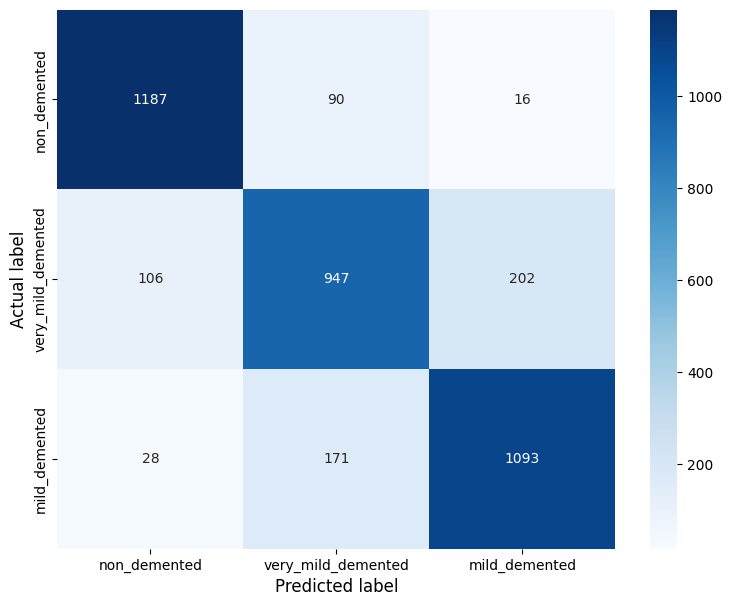 non_demented
1187
90
16
very_mild_demented
106
947
202
mild_demented
28
171
1093
Actual label
non_demented
very_mild_demented
mild_demented
Predicted label
1000
800
600
400
200